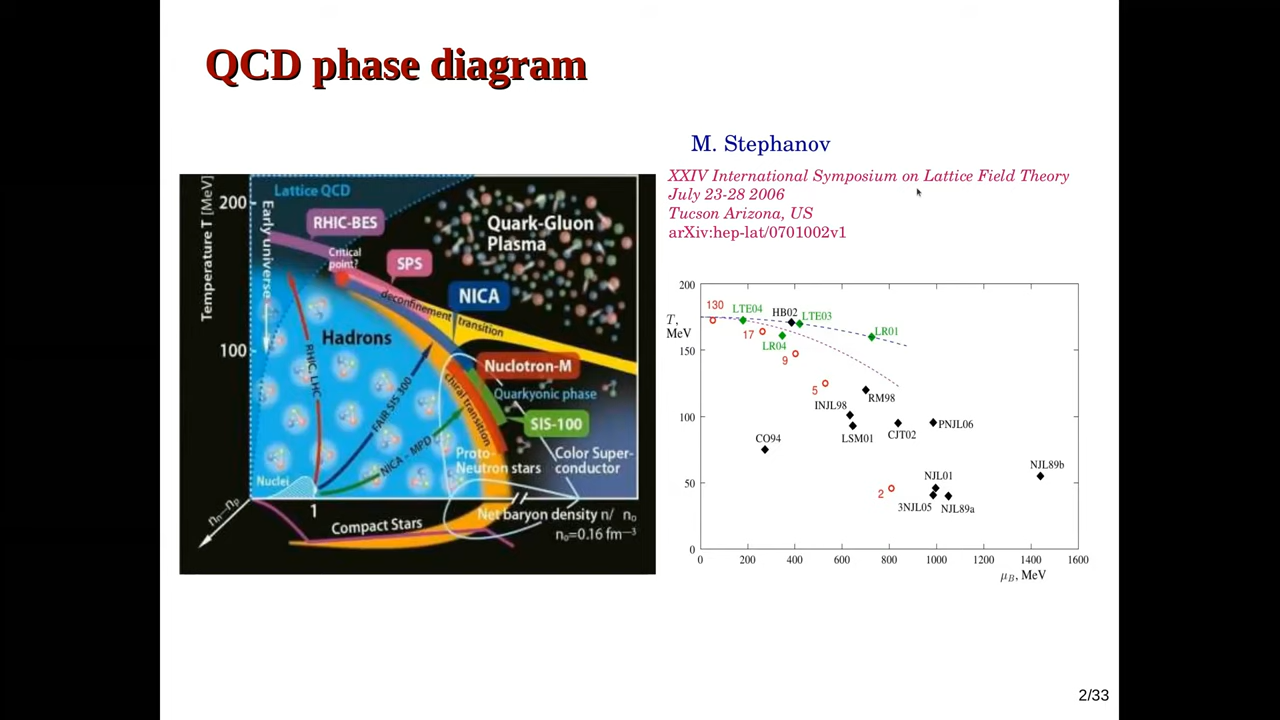 QCD phase diagram
M. Stephanov
XXIV International Symposium on Lattice Field Theory
July 23-28 2006
Tucson Arizona, US
arXiv:hep-lat/0701002v1
Temperature T [MeV]
200
100
Early universe
Lattice QCD
RHIC-BES
Critical
point?
SPS
Quark-Gluon
Plasma
NICA
deconfinement transition
Hadrons
RHIC, LHC
FAIR SIS 300
NICA - MPD
chiral transition
Nuclotron-M
Quarkyonic phase
SIS-100
Proto-
Neutron stars
Color Super-
conductor
Nuclei
1
Compact Stars
Net baryon density n/ n₀
n₀=0.16 fm⁻³
nₙ-nₚ
T,
MeV
200
150
100
50
0
130
LTE04
HB02
LTE03
17
LR04
LR01
9
5
INJL98
RM98
LSM01
CJT02
PNJL06
CO94
NJL89b
NJL01
2
3NJL05
NJL89a
0 200 400 600 800 1000 1200 1400 1600
μB, MeV
2/33